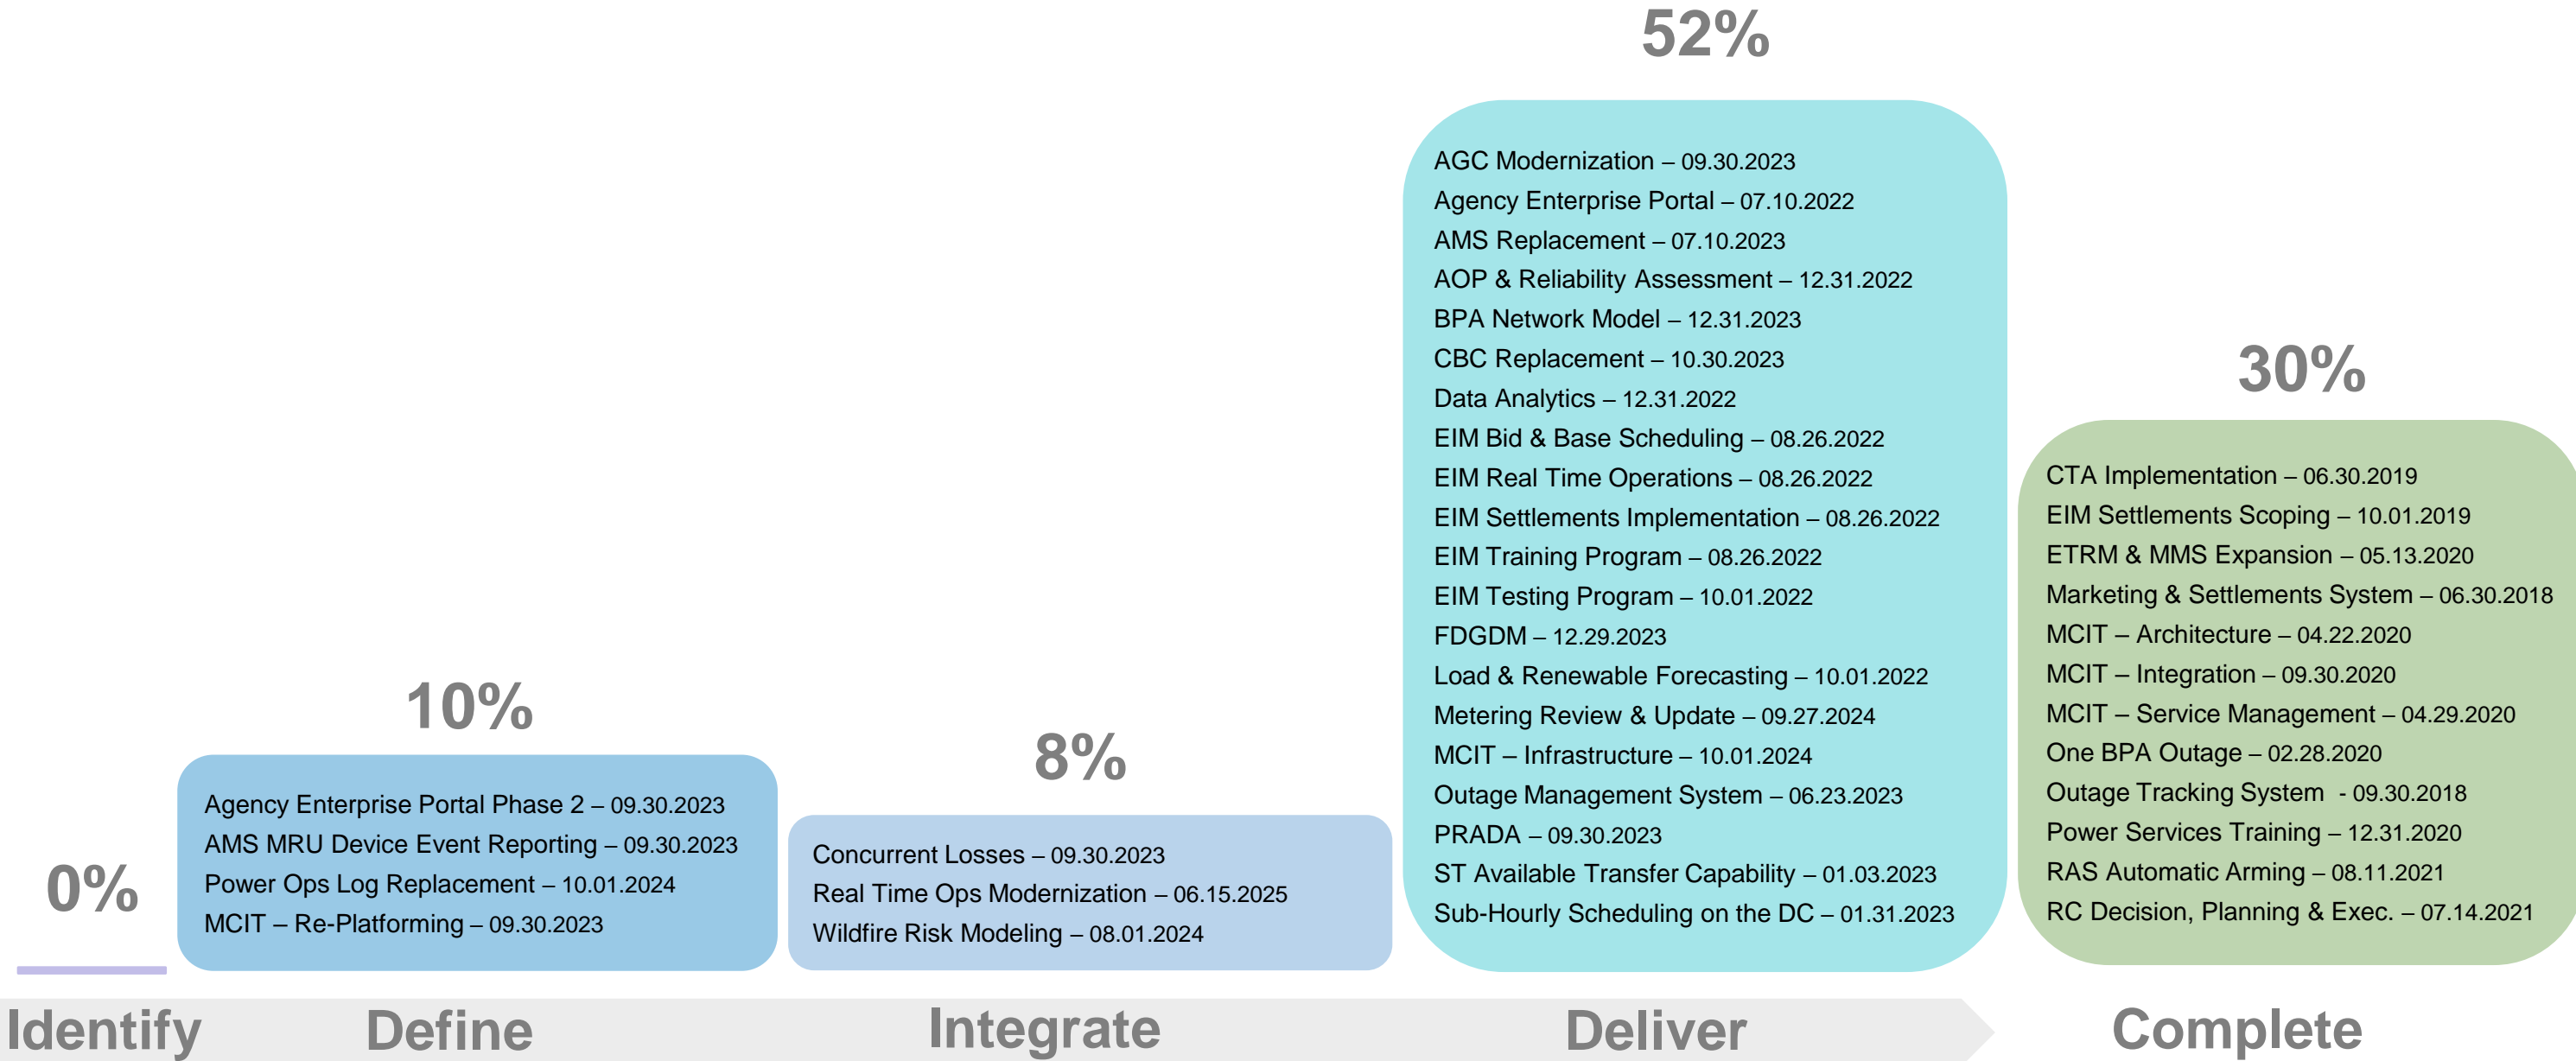 0%
Identify
10%
Agency Enterprise Portal Phase 2 – 09.30.2023
AMS MRU Device Event Reporting – 09.30.2023
Power Ops Log Replacement – 10.01.2024
MCIT – Re-Platforming – 09.30.2023
Define
8%
Concurrent Losses – 09.30.2023
Real Time Ops Modernization – 06.15.2025
Wildfire Risk Modeling – 08.01.2024
Integrate
52%
AGC Modernization – 09.30.2023
Agency Enterprise Portal – 07.10.2022
AMS Replacement – 07.10.2023
AOP & Reliability Assessment – 12.31.2022
BPA Network Model – 12.31.2023
CBC Replacement – 10.30.2023
Data Analytics – 12.31.2022
EIM Bid & Base Scheduling – 08.26.2022
EIM Real Time Operations – 08.26.2022
EIM Settlements Implementation – 08.26.2022
EIM Training Program – 08.26.2022
EIM Testing Program – 10.01.2022
FDGDM – 12.29.2023
Load & Renewable Forecasting – 10.01.2022
Metering Review & Update – 09.27.2024
MCIT – Infrastructure – 10.01.2024
Outage Management System – 06.23.2023
PRADA – 09.30.2023
ST Available Transfer Capability – 01.03.2023
Sub-Hourly Scheduling on the DC – 01.31.2023
Deliver
30%
CTA Implementation – 06.30.2019
EIM Settlements Scoping – 10.01.2019
ETRM & MMS Expansion – 05.13.2020
Marketing & Settlements System – 06.30.2018
MCIT – Architecture – 04.22.2020
MCIT – Integration – 09.30.2020
MCIT – Service Management – 04.29.2020
One BPA Outage – 02.28.2020
Outage Tracking System - 09.30.2018
Power Services Training – 12.31.2020
RAS Automatic Arming – 08.11.2021
RC Decision, Planning & Exec. – 07.14.2021
Complete